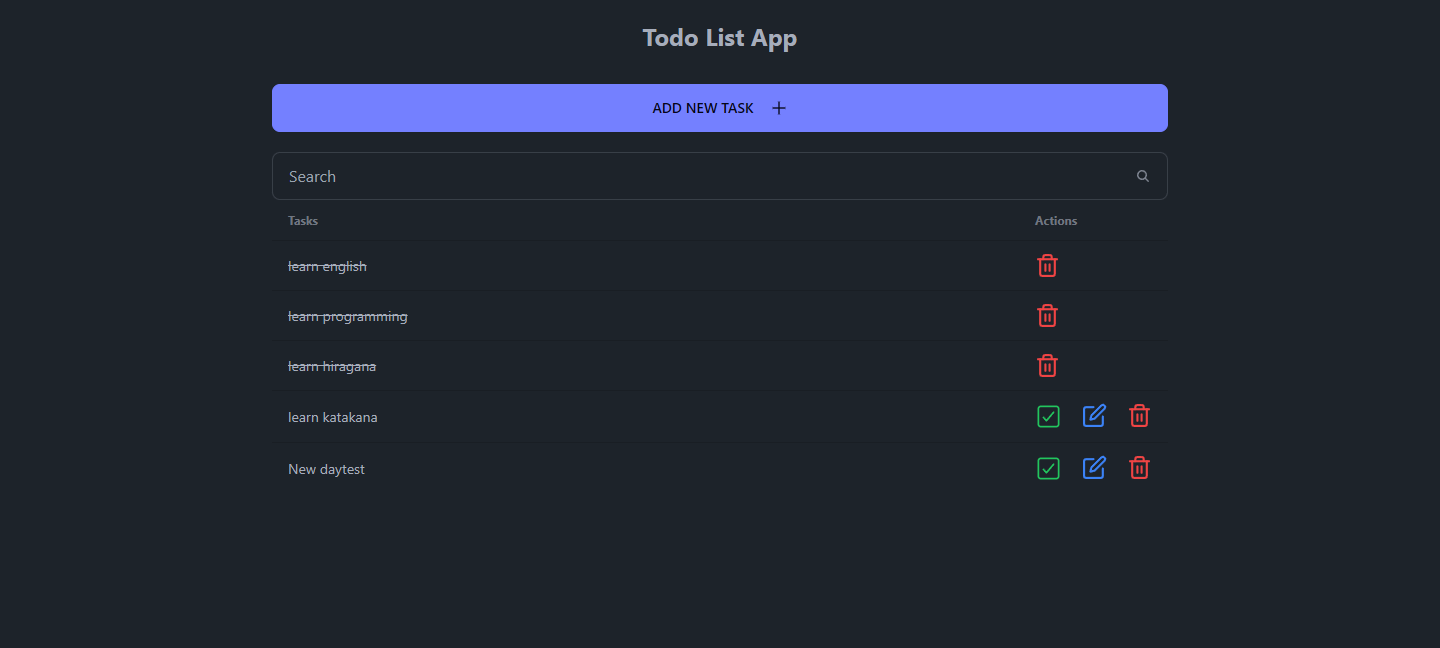 Todo List App
ADD NEW TASK
Search
Tasks Actions
learn english
learn programming
learn hiragana
learn katakana
New daytest